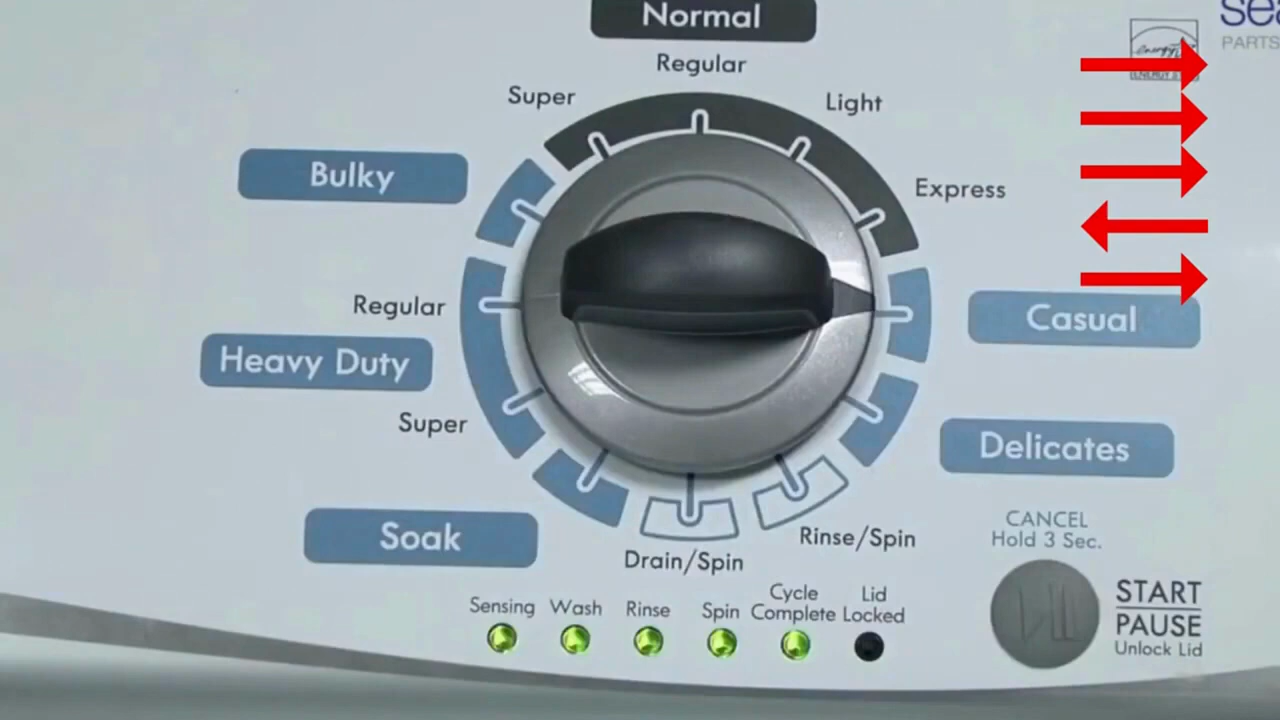 Normal
Regular
Super
Light
PARTS
Bulky
Express
Regular
Casual
Heavy Duty
Super
Delicates
Soak
Drain/Spin
Rinse/Spin
CANCEL
Hold 3 Sec.
Sensing
Wash
Rinse
Spin
Cycle
Complete
Lid
Locked
START
PAUSE
Unlock Lid